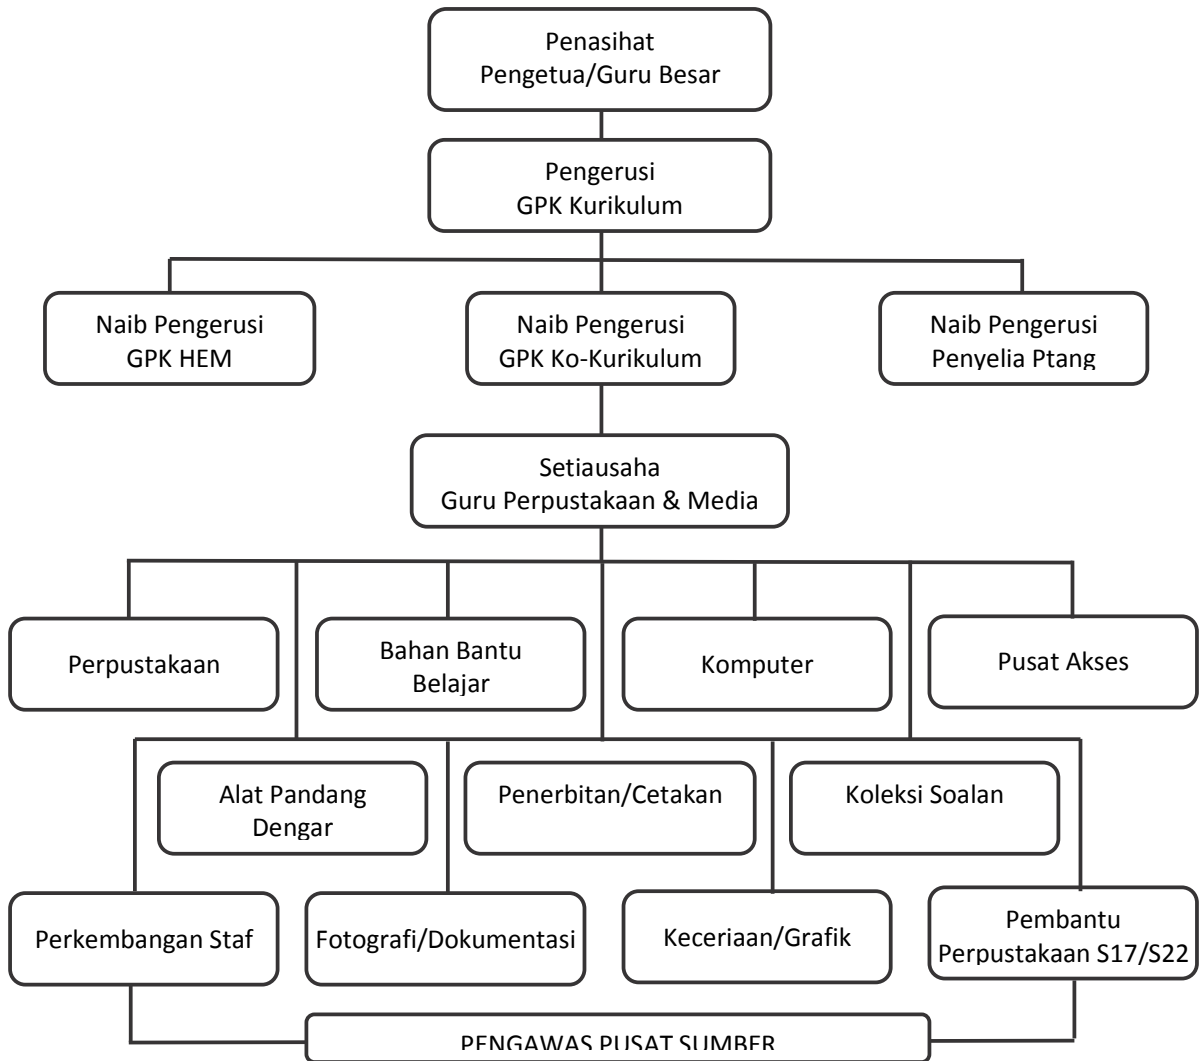 Penasihat
Pengetua/Guru Besar
Pengerusi
GPK Kurikulum
Naib Pengerusi
GPK HEM
Naib Pengerusi
GPK Ko-Kurikulum
Naib Pengerusi
Penyelia Ptang
Setiausaha
Guru Perpustakaan & Media
Perpustakaan
Bahan Bantu
Belajar
Komputer
Pusat Akses
Alat Pandang
Dengar
Penerbitan/Cetakan
Koleksi Soalan
Perkembangan Staf
Fotografi/Dokumentasi
Keceriaan/Grafik
Pembantu
Perpustakaan S17/S22
PENGAWAS PUSAT SUMBER